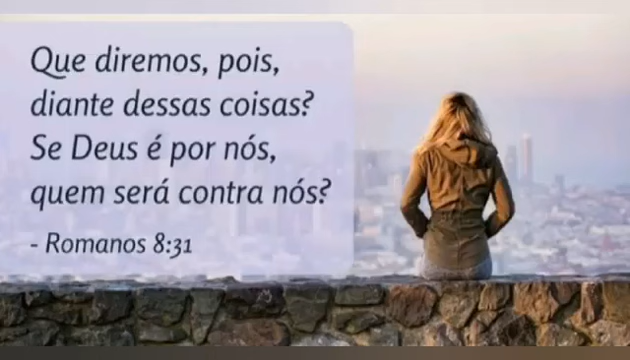 Que diremos, pois,
diante dessas coisas?
Se Deus é por nós,
quem será contra nós?
- Romanos 8:31